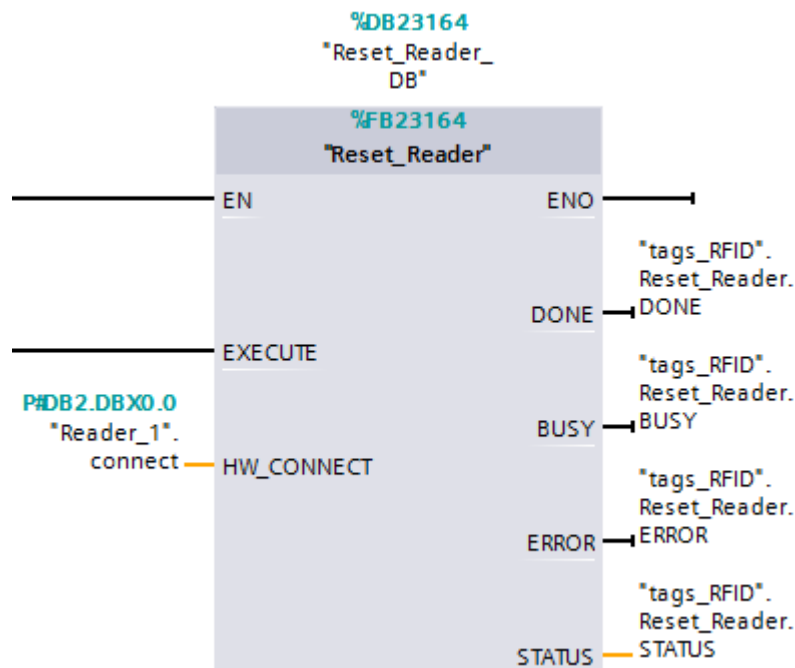 %DB23164
"Reset_Reader_
DB"
%FB23164
"Reset_Reader"
EN
ENO
"tags_RFID".
Reset_Reader.
DONE
DONE
EXECUTE
"tags_RFID".
Reset_Reader.
BUSY
BUSY
P#DB2.DBX0.0
"Reader_1".
connect
HW_CONNECT
"tags_RFID".
Reset_Reader.
ERROR
ERROR
"tags_RFID".
Reset_Reader.
STATUS
STATUS